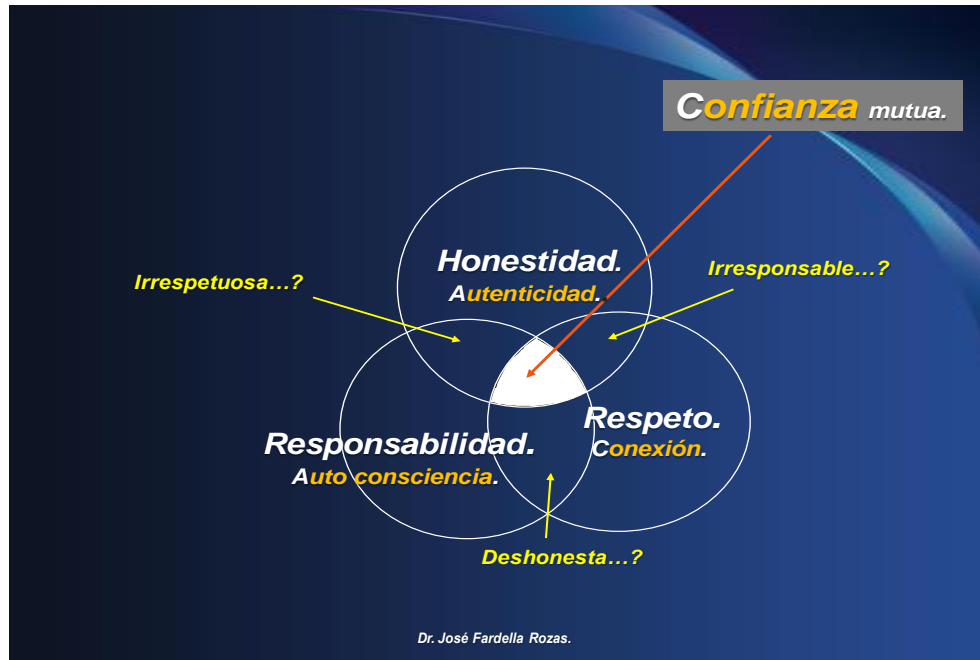 Confianza mutua.
Honestidad.
Autenticidad.
Irrespetuosa...?
Irresponsable...?
Respeto.
Conexión.
Responsabilidad.
Auto consciencia.
Deshonesta...?
Dr. José Fardella Rozas.